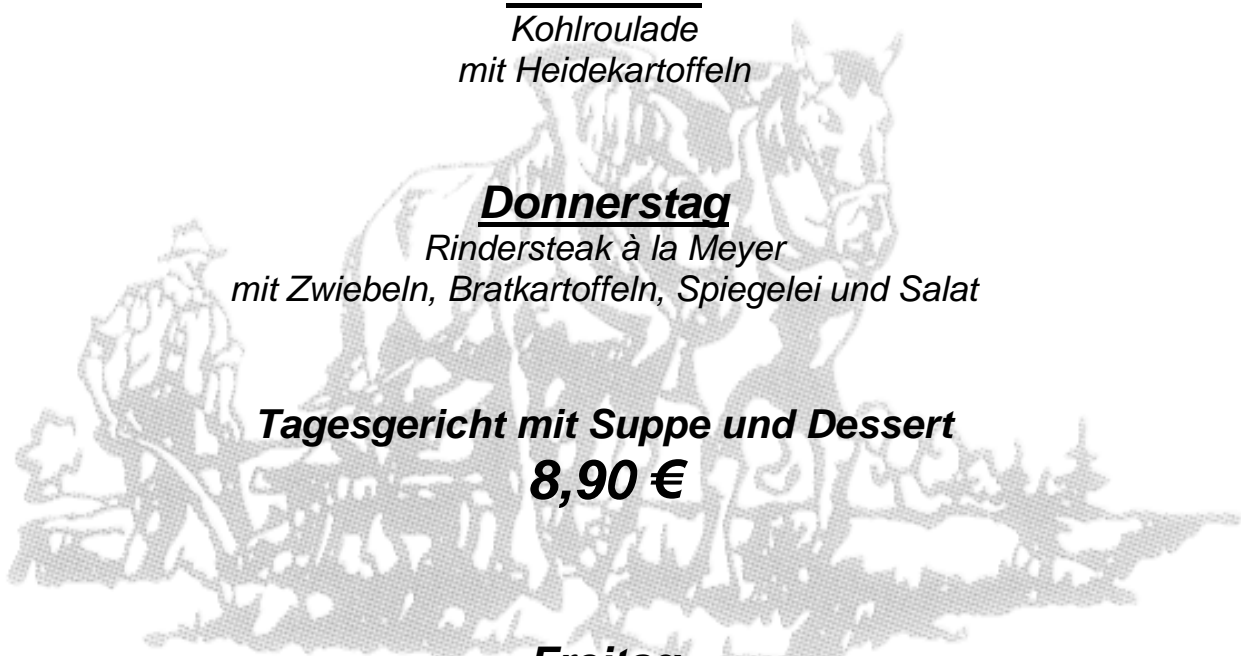 Kohlroulade
mit Heidekartoffeln
Donnerstag
Rindersteak à la Meyer
mit Zwiebeln, Bratkartoffeln, Spiegelei und Salat
Tagesgericht mit Suppe und Dessert
8,90 €
Freitag